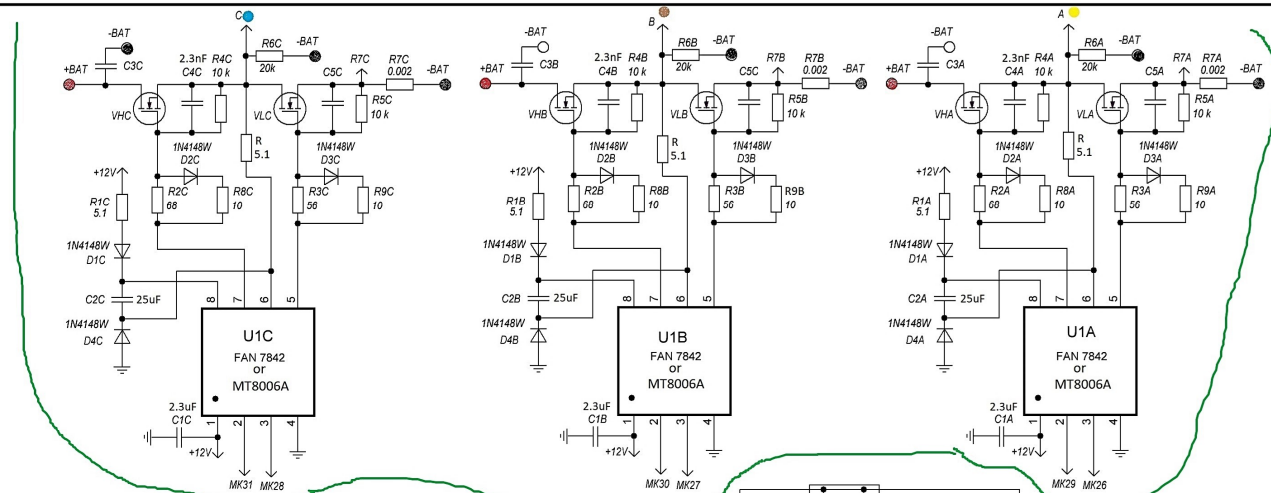 C
-BAT
R6C
-BAT
20k
+BAT
C3C
2.3nF
C4C
R4C
10 k
C5C
R7C
R7C
0.002
-BAT
VHC
VLC
R5C
10 k
1N4148W
D2C
R
5.1
1N4148W
D3C
+12V
R1C
5.1
R2C
68
R8C
10
R3C
56
R9C
10
1N4148W
D1C
C2C
25uF
1N4148W
D4C
8
7
6
5
U1C
FAN 7842
or
MT8006A
2.3uF
C1C
1
2
3
4
+12V
MK31
MK28
B
-BAT
R6B
-BAT
20k
+BAT
C3B
2.3nF
C4B
R4B
10 k
C5C
R7B
R7B
0.002
-BAT
VHB
VLB
R5B
10 k
1N4148W
D2B
R
5.1
1N4148W
D3B
+12V
R1B
5.1
R2B
68
R8B
10
R3B
56
R9B
10
1N4148W
D1B
C2B
25uF
1N4148W
D4B
8
7
6
5
U1B
FAN 7842
or
MT8006A
2.3uF
C1B
1
2
3
4
+12V
MK30
MK27
A
-BAT
R6A
-BAT
20k
+BAT
C3A
2.3nF
C4A
R4A
10 k
C5A
R7A
R7A
0.002
-BAT
VHA
VLA
R5A
10 k
1N4148W
D2A
R
5.1
1N4148W
D3A
+12V
R1A
5.1
R2A
68
R8A
10
R3A
56
R9A
10
1N4148W
D1A
C2A
25uF
1N4148W
D4A
8
7
6
5
U1A
FAN 7842
or
MT8006A
2.3uF
C1A
1
2
3
4
+12V
MK29
MK26